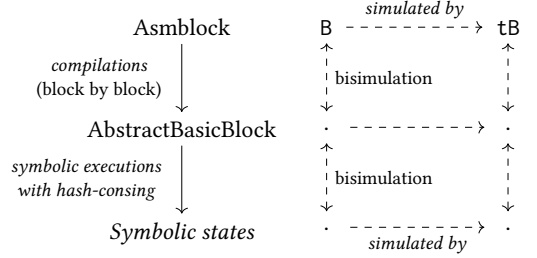 simulated by
Asmblock B tB
compilations
(block by block)
bisimulation
AbstractBasicBlock . .
symbolic executions
with hash-consing
bisimulation
Symbolic states . .
simulated by